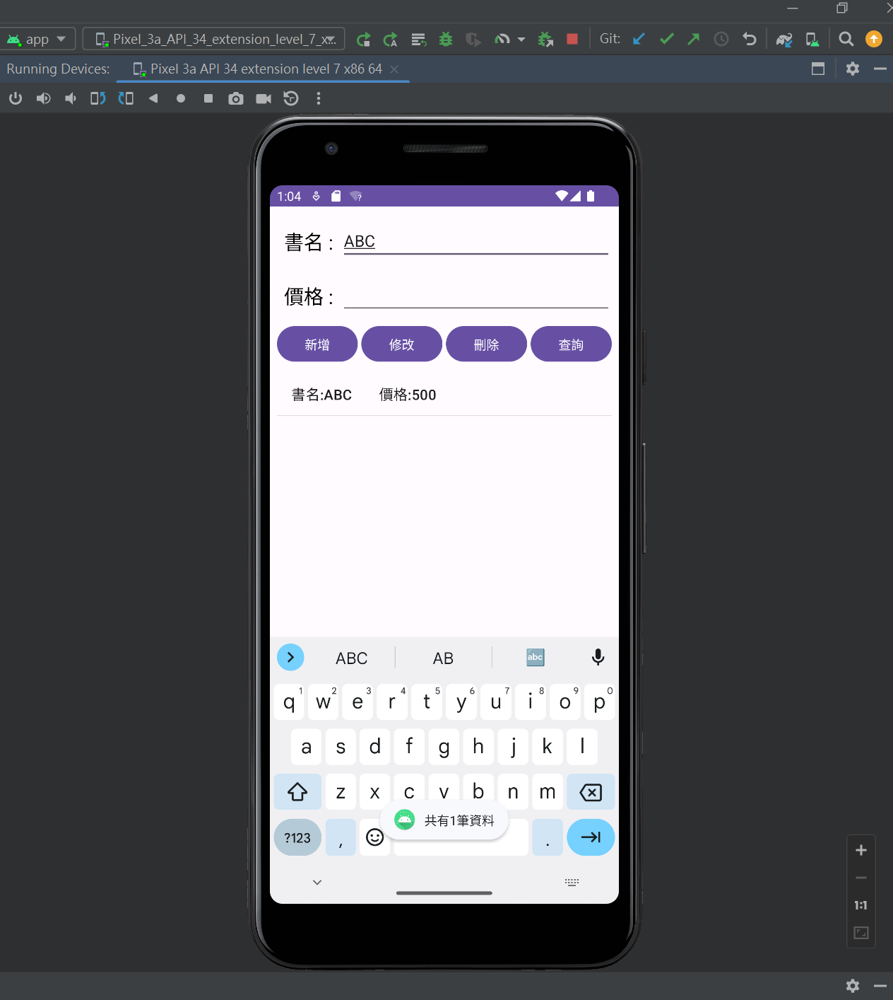 app
Pixel_3a_API_34_extension_level_7_x...
Git:
Running Devices:
Pixel 3a API 34 extension level 7 x86 64
1:04
書名：
ABC
價格：
新增
修改
刪除
查詢
書名:ABC 價格:500
ABC
AB
abc
q1 w2 e3 r4 t5 y6 u7 i8 o9 p0
a s d f g h j k l
z x c v b n m
?123 , .
共有1筆資料
1:1